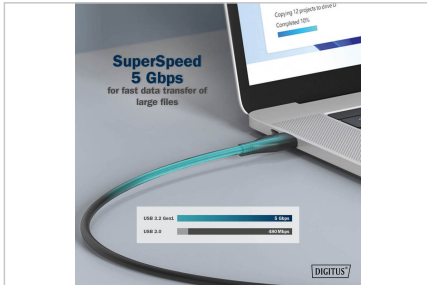 Copying 12 projects to drive D
Completed 10%
SuperSpeed
5 Gbps
for fast data transfer of
large files
USB 3.2 Gen1
5 Gbps
USB 2.0
480 Mbps
DIGITUS®